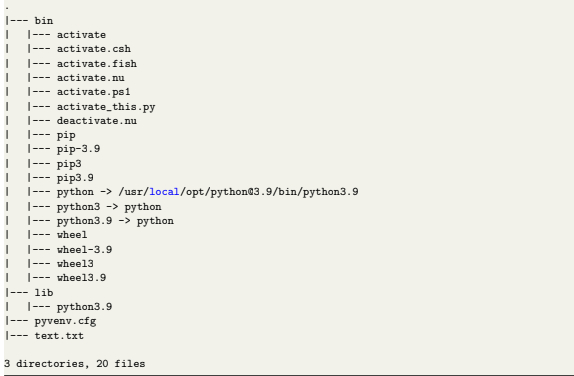 .
|--- bin
|   |--- activate
|   |--- activate.csh
|   |--- activate.fish
|   |--- activate.nu
|   |--- activate.ps1
|   |--- activate_this.py
|   |--- deactivate.nu
|   |--- pip
|   |--- pip-3.9
|   |--- pip3
|   |--- pip3.9
|   |--- python -> /usr/local/opt/python@3.9/bin/python3.9
|   |--- python3 -> python
|   |--- python3.9 -> python
|   |--- wheel
|   |--- wheel-3.9
|   |--- wheel3
|   |--- wheel3.9
|--- lib
|   |--- python3.9
|--- pyvenv.cfg
|--- text.txt

3 directories, 20 files